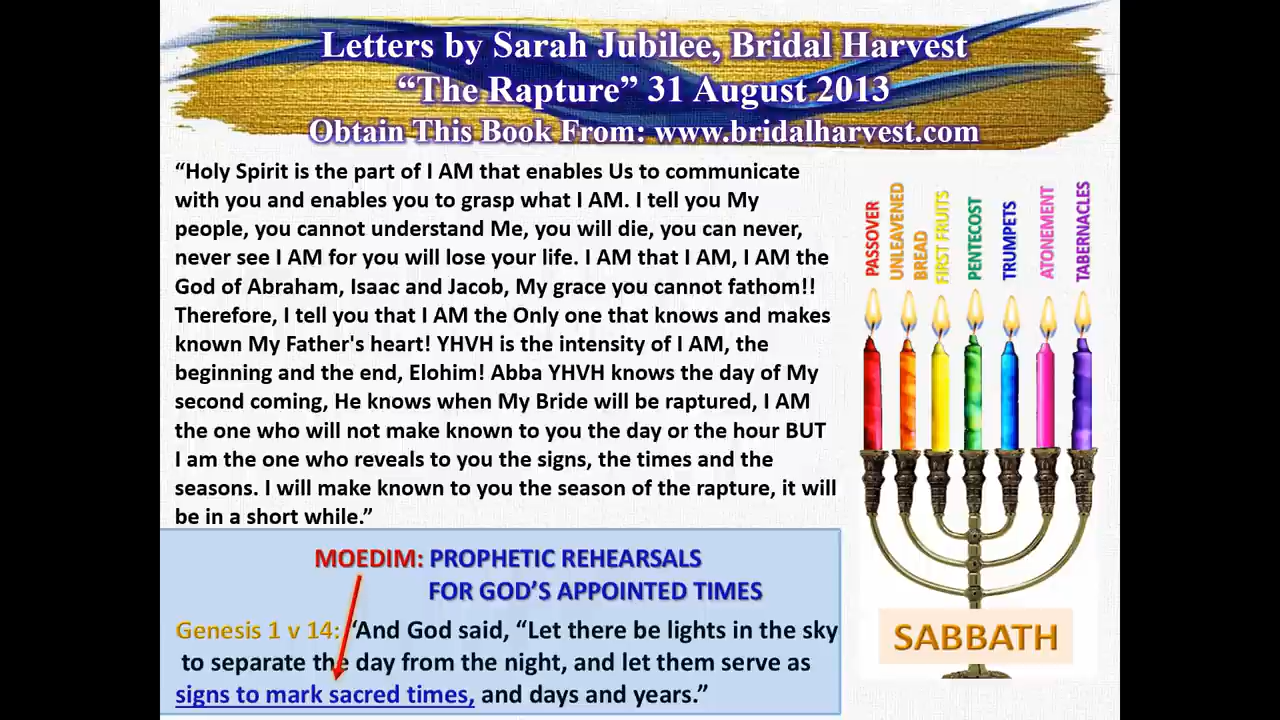 Letters by Sarah Jubilee, Bridal Harvest
“The Rapture” 31 August 2013
Obtain This Book From: www.bridalharvest.com
“Holy Spirit is the part of I AM that enables Us to communicate
with you and enables you to grasp what I AM. I tell you My
people, you cannot understand Me, you will die, you can never,
never see I AM for you will lose your life. I AM that I AM, I AM the
God of Abraham, Isaac and Jacob, My grace you cannot fathom!!
Therefore, I tell you that I AM the Only one that knows and makes
known My Father's heart! YHVH is the intensity of I AM, the
beginning and the end, Elohim! Abba YHVH knows the day of My
second coming, He knows when My Bride will be raptured, I AM
the one who will not make known to you the day or the hour BUT
I am the one who reveals to you the signs, the times and the
seasons. I will make known to you the season of the rapture, it will
be in a short while.”
MOEDIM: PROPHETIC REHEARSALS
FOR GOD’S APPOINTED TIMES
Genesis 1 v 14: “And God said, “Let there be lights in the sky
to separate the day from the night, and let them serve as
signs to mark sacred times, and days and years.”
PASSOVER
UNLEAVENED
BREAD
FIRST FRUITS
PENTECOST
TRUMPETS
ATONEMENT
TABERNACLES
SABBATH